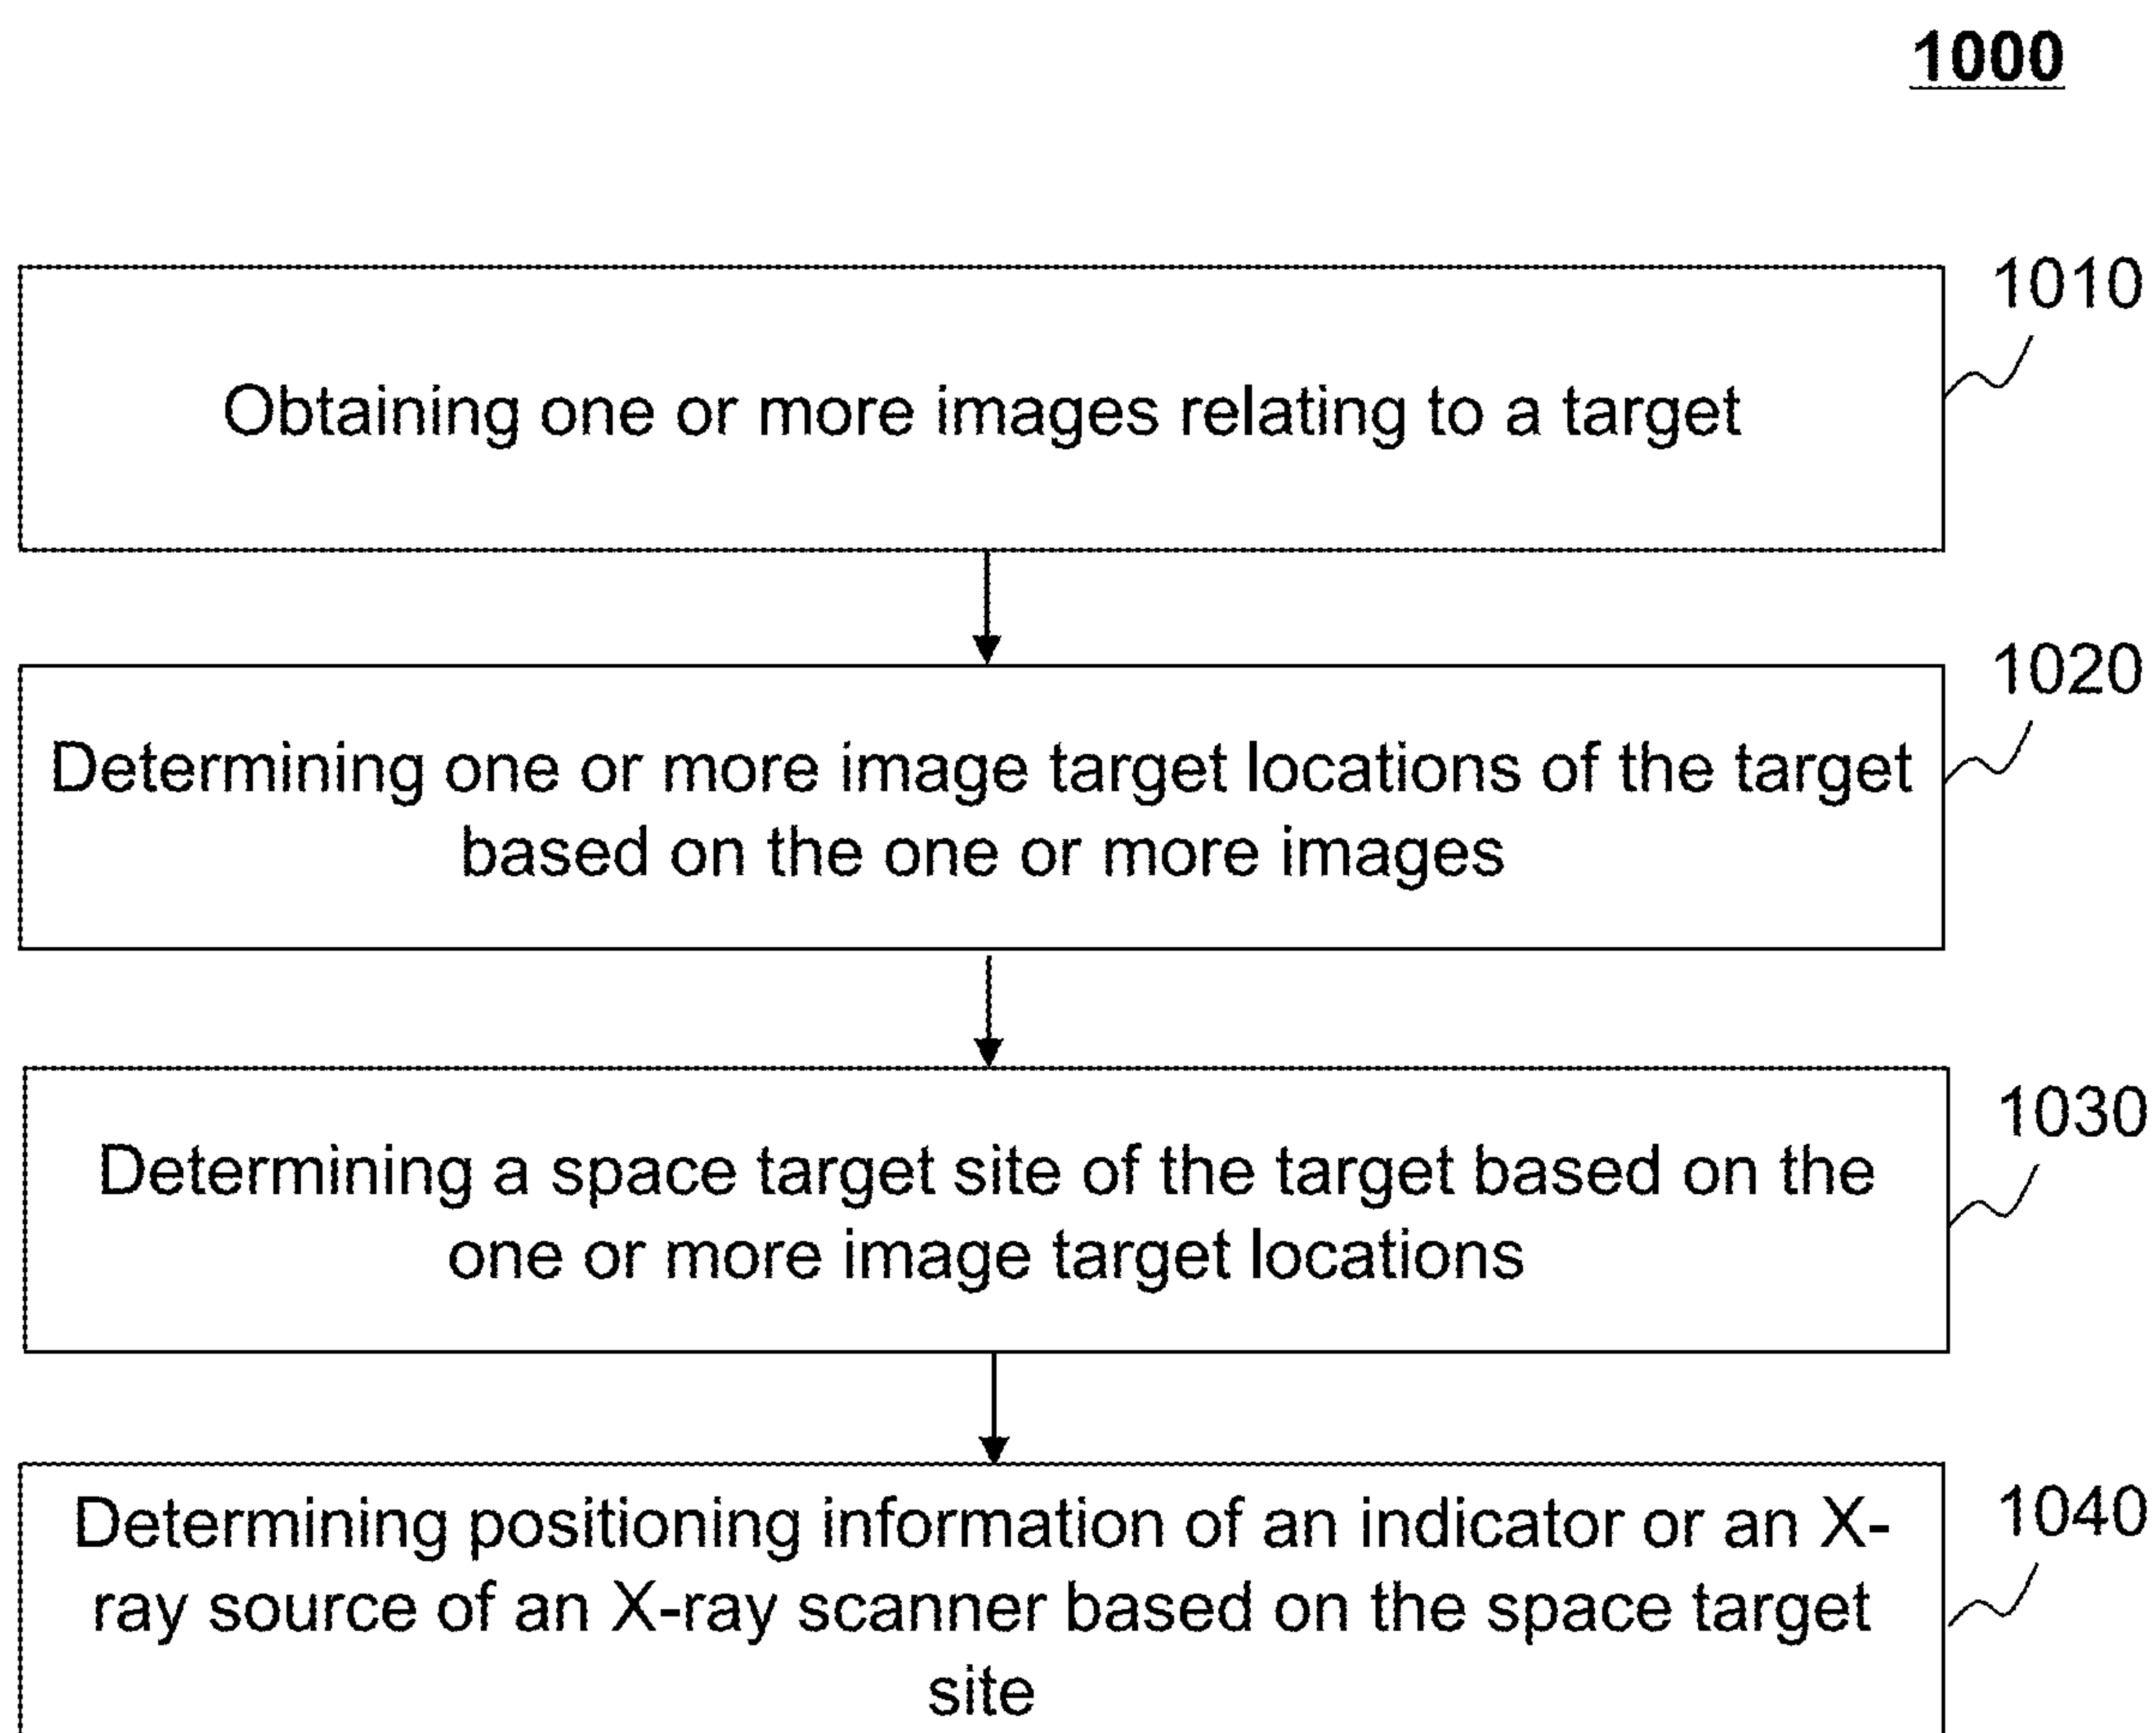 1000
1010
Obtaining one or more images relating to a target
1020
Determining one or more image target locations of the target
based on the one or more images
1030
Determining a space target site of the target based on the
one or more image target locations
1040
Determining positioning information of an indicator or an X-
ray source of an X-ray scanner based on the space target
site